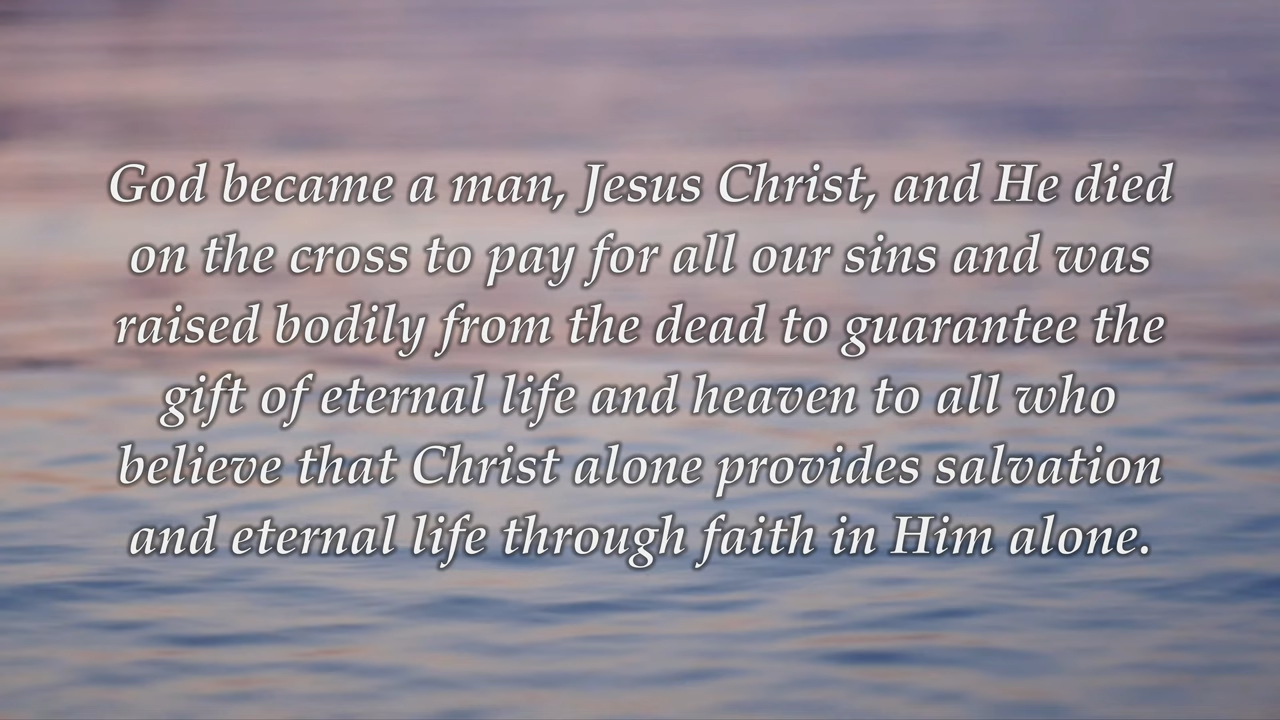 God became a man, Jesus Christ, and He died
on the cross to pay for all our sins and was
raised bodily from the dead to guarantee the
gift of eternal life and heaven to all who
believe that Christ alone provides salvation
and eternal life through faith in Him alone.